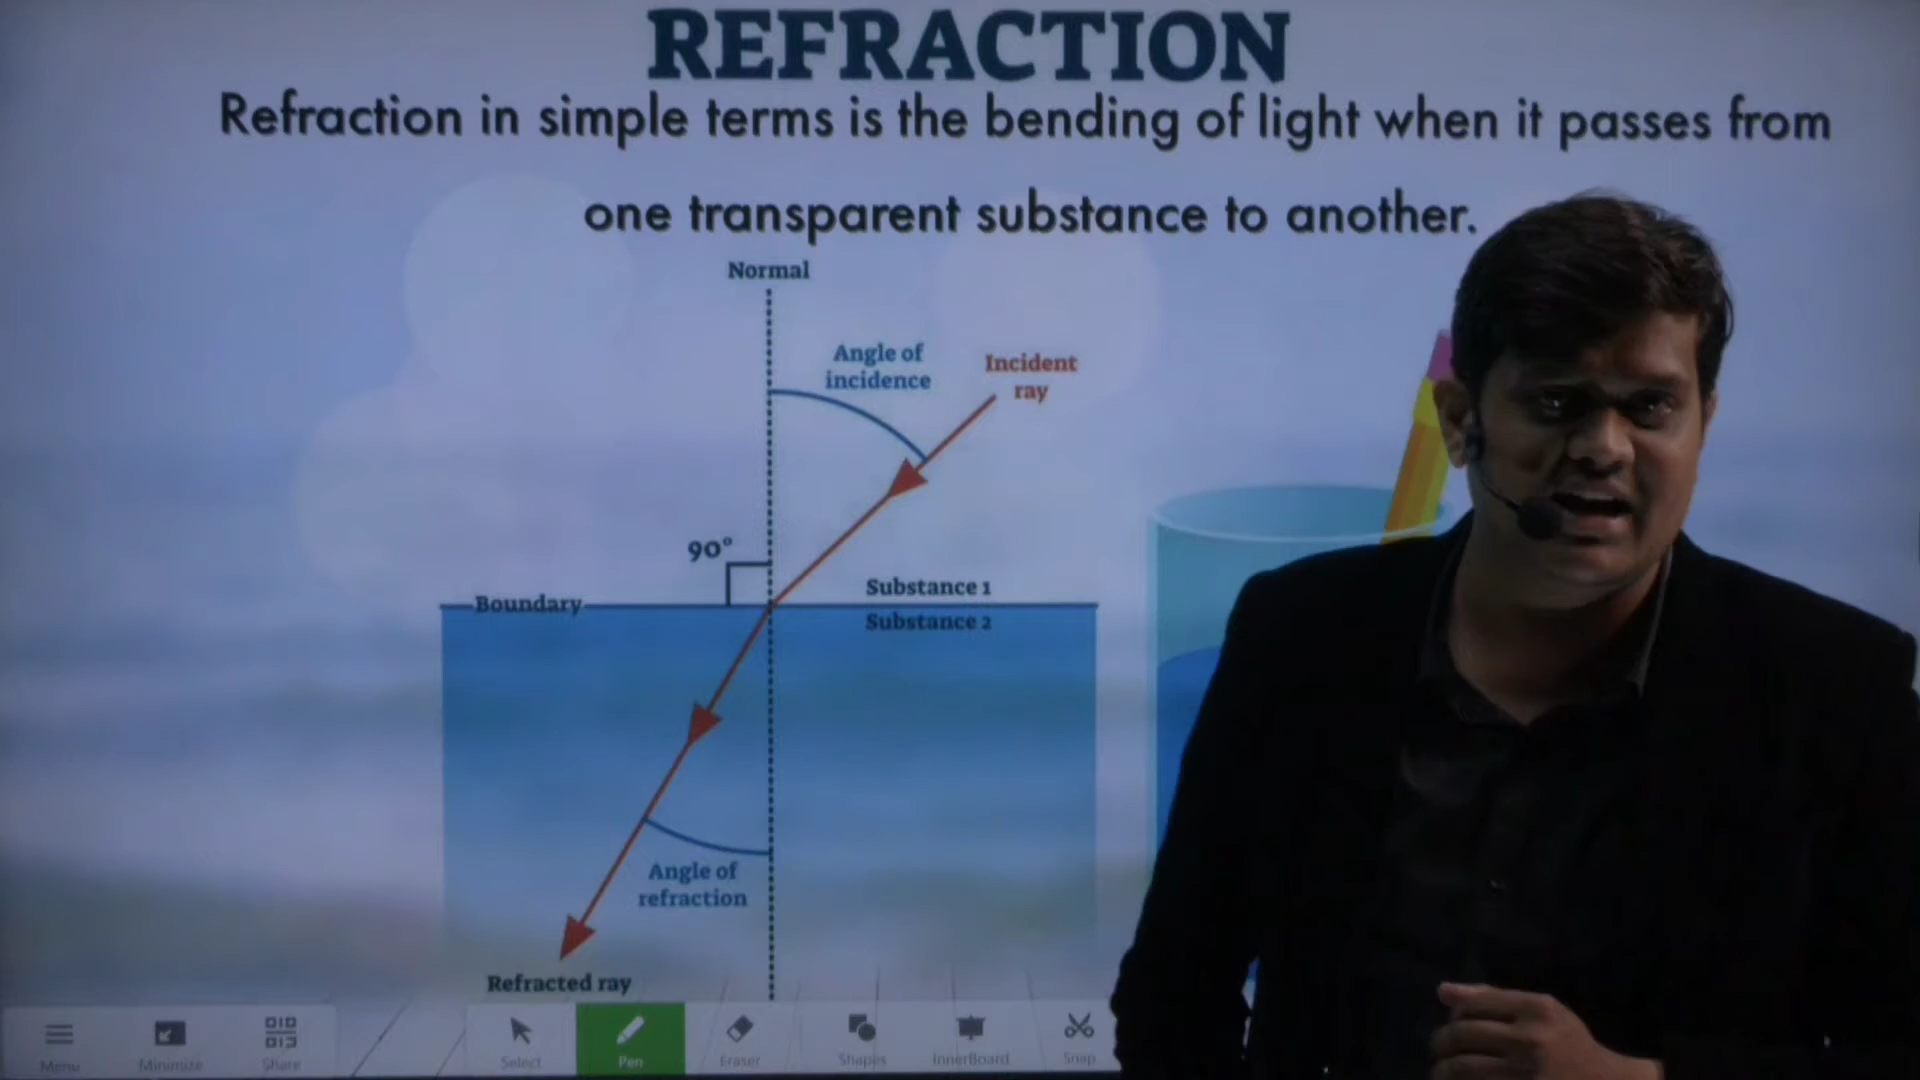 REFRACTION
Refraction in simple terms is the bending of light when it passes from
one transparent substance to another.
Normal
Angle of
incidence
Incident
ray
90°
Substance 1
Boundary
Substance 2
Angle of
refraction
Refracted ray
Menu
Minimize
Share
Select
Pen
Eraser
Shapes
InnerBoard
Snap